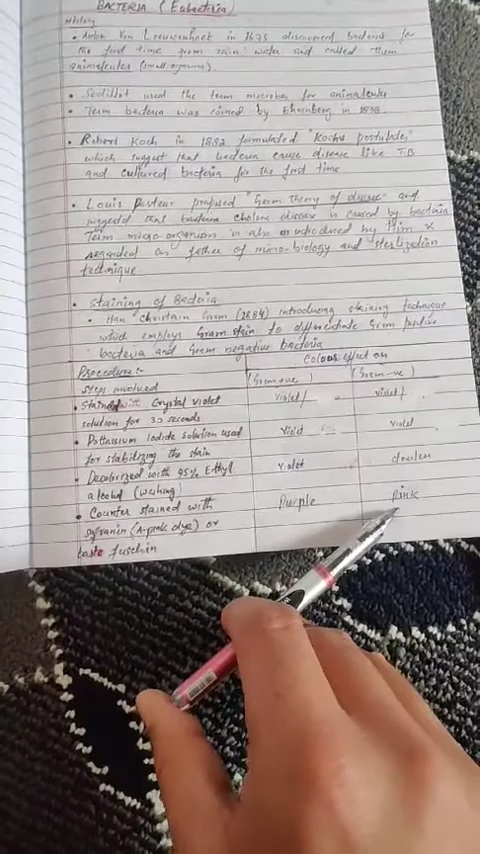 BACTERIA (Eubacteria)
History
• Anton Von Leeuwenhoek in 1675 discovered bacteria for
the first time from rain water and called them
animalcules (small organisms)
• Sedillot used the term microbes for animalcules
• Term bacteria was coined by Ehrenberg in 1838
• Robert Koch in 1882 formulated "Kochs postulate,"
which suggest that bacteria cause disease like T.B
and cultured bacteria for the first time
• Louis Pasteur proposed "Germ theory of disease" and
suggested that cholera disease is caused by bacteria
Term micro-organism is also introduced by Him &
regarded as father of micro-biology and sterlization
technique
• Staining of Bacteria
• Han christain Gram (1884) introducing staining technique
which employs Gram stain to differentiate Gram positive
bacteria and Gram negative bacteria
Procedure:- Colour effect on
Steps involved (Gram+ve) (Gram-ve)
• Stained with Crystal violet violet violet
solution for 30 seconds
• Pottassium Iodide solution used violet violet
for stabilizing the stain
• Decolorized with 95% Ethyl violet
alcohol (washing)
• Counter stained with Purple Pink
safranin (A-pink dye) or
fuschin